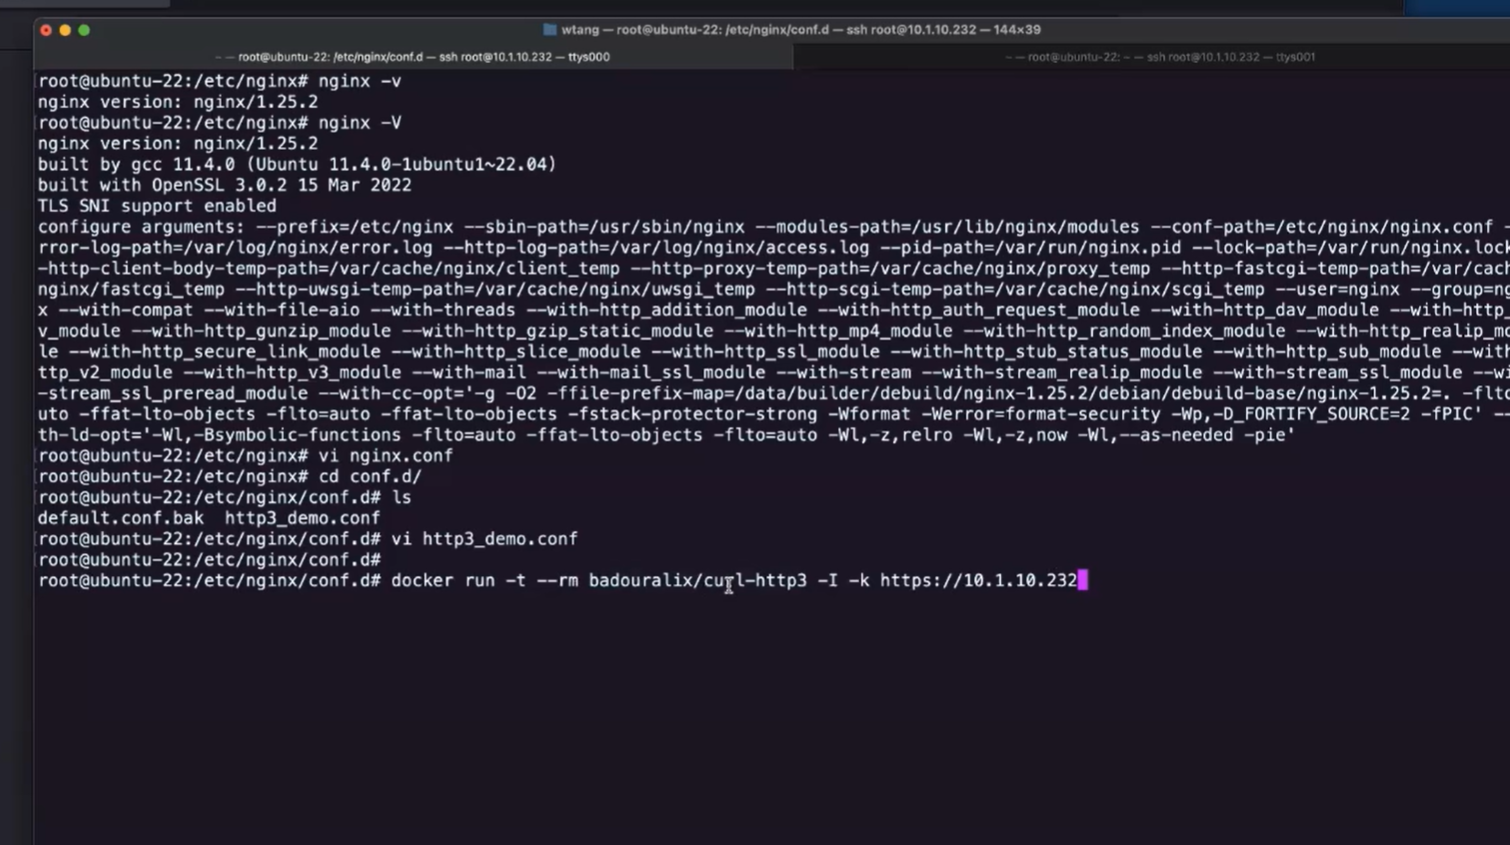 wtang — root@ubuntu-22: /etc/nginx/conf.d — ssh root@10.1.10.232 — 144×39
~ — root@ubuntu-22: /etc/nginx/conf.d — ssh root@10.1.10.232 — ttys000
~ — root@ubuntu-22: ~ — ssh root@10.1.10.232 — ttys001
root@ubuntu-22:/etc/nginx# nginx -v
nginx version: nginx/1.25.2
root@ubuntu-22:/etc/nginx# nginx -V
nginx version: nginx/1.25.2
built by gcc 11.4.0 (Ubuntu 11.4.0-1ubuntu1~22.04)
built with OpenSSL 3.0.2 15 Mar 2022
TLS SNI support enabled
configure arguments: --prefix=/etc/nginx --sbin-path=/usr/sbin/nginx --modules-path=/usr/lib/nginx/modules --conf-path=/etc/nginx/nginx.conf -
rror-log-path=/var/log/nginx/error.log --http-log-path=/var/log/nginx/access.log --pid-path=/var/run/nginx.pid --lock-path=/var/run/nginx.lock
-http-client-body-temp-path=/var/cache/nginx/client_temp --http-proxy-temp-path=/var/cache/nginx/proxy_temp --http-fastcgi-temp-path=/var/cach
nginx/fastcgi_temp --http-uwsgi-temp-path=/var/cache/nginx/uwsgi_temp --http-scgi-temp-path=/var/cache/nginx/scgi_temp --user=nginx --group=ng
x --with-compat --with-file-aio --with-threads --with-http_addition_module --with-http_auth_request_module --with-http_dav_module --with-http_
v_module --with-http_gunzip_module --with-http_gzip_static_module --with-http_mp4_module --with-http_random_index_module --with-http_realip_mo
le --with-http_secure_link_module --with-http_slice_module --with-http_ssl_module --with-http_stub_status_module --with-http_sub_module --with
ttp_v2_module --with-http_v3_module --with-mail --with-mail_ssl_module --with-stream --with-stream_realip_module --with-stream_ssl_module --wi
-stream_ssl_preread_module --with-cc-opt='-g -O2 -ffile-prefix-map=/data/builder/debuild/nginx-1.25.2/debian/debuild-base/nginx-1.25.2=. -flto
uto -ffat-lto-objects -flto=auto -ffat-lto-objects -fstack-protector-strong -Wformat -Werror=format-security -Wp,-D_FORTIFY_SOURCE=2 -fPIC' -
th-ld-opt='-Wl,-Bsymbolic-functions -flto=auto -ffat-lto-objects -flto=auto -Wl,-z,relro -Wl,-z,now -Wl,--as-needed -pie'
root@ubuntu-22:/etc/nginx# vi nginx.conf
root@ubuntu-22:/etc/nginx# cd conf.d/
root@ubuntu-22:/etc/nginx/conf.d# ls
default.conf.bak  http3_demo.conf
root@ubuntu-22:/etc/nginx/conf.d# vi http3_demo.conf
root@ubuntu-22:/etc/nginx/conf.d#
root@ubuntu-22:/etc/nginx/conf.d# docker run -t --rm badouralix/curl-http3 -I -k https://10.1.10.232